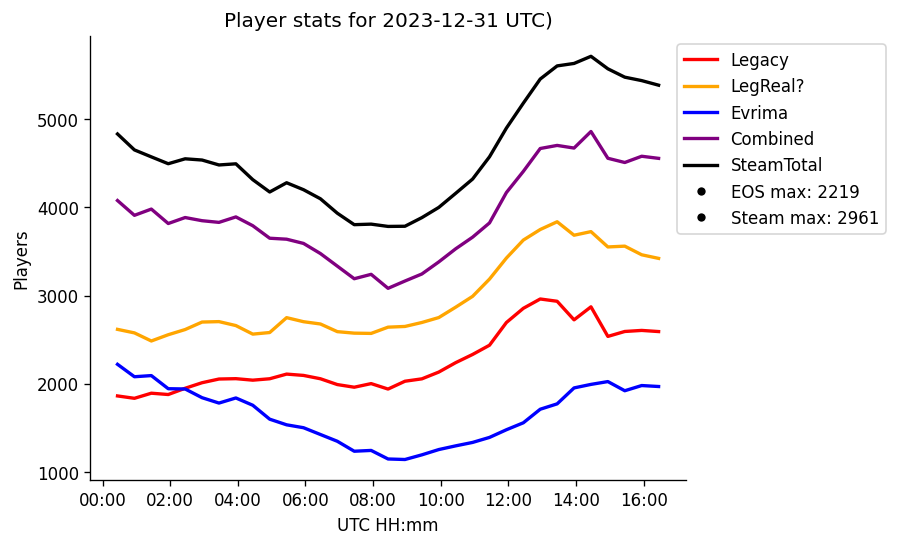 Player stats for 2023-12-31 UTC)
Legacy
LegReal?
Evrima
Combined
SteamTotal
EOS max: 2219
Steam max: 2961
Players
5000
4000
3000
2000
1000
00:00 02:00 04:00 06:00 08:00 10:00 12:00 14:00 16:00
UTC HH:mm